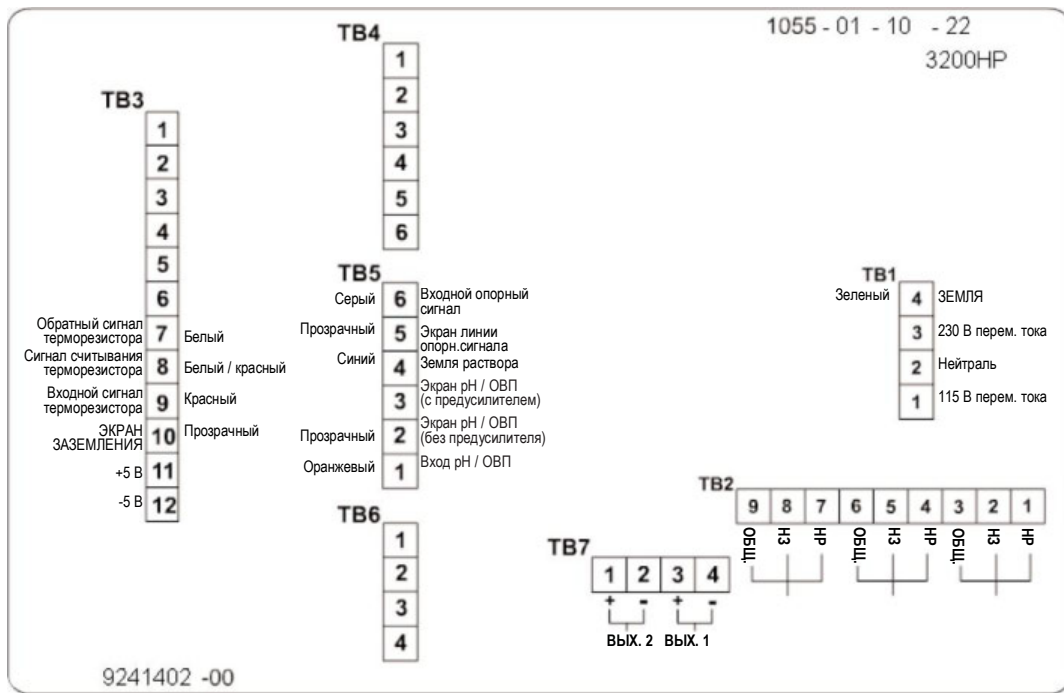 1055 - 01 - 10 - 22
3200HP
TB4
1
2
3
4
5
6
TB3
1
2
3
4
5
6
Обратный сигнал
терморезистора
7
Белый
Сигнал считывания
терморезистора
8
Белый / красный
Входной сигнал
терморезистора
9
Красный
ЭКРАН
ЗАЗЕМЛЕНИЯ
10
Прозрачный
+5 В
11
-5 В
12
TB5
Серый
6
Входной опорный
сигнал
Прозрачный
5
Экран линии
опорн.сигнала
Синий
4
Земля раствора
3
Экран pH / ОВП
(с предусилителем)
Прозрачный
2
Экран pH / ОВП
(без предусилителя)
Оранжевый
1
Вход pH / ОВП
TB1
Зеленый
4
ЗЕМЛЯ
3
230 В перем. тока
2
Нейтраль
1
115 В перем. тока
TB6
1
2
3
4
TB7
1 2 3 4
+ - + -
ВЫХ. 2 ВЫХ. 1
TB2
9 8 7 6 5 4 3 2 1
ОБЩ. НЗ НР ОБЩ. НЗ НР ОБЩ. НЗ НР
9241402 -00